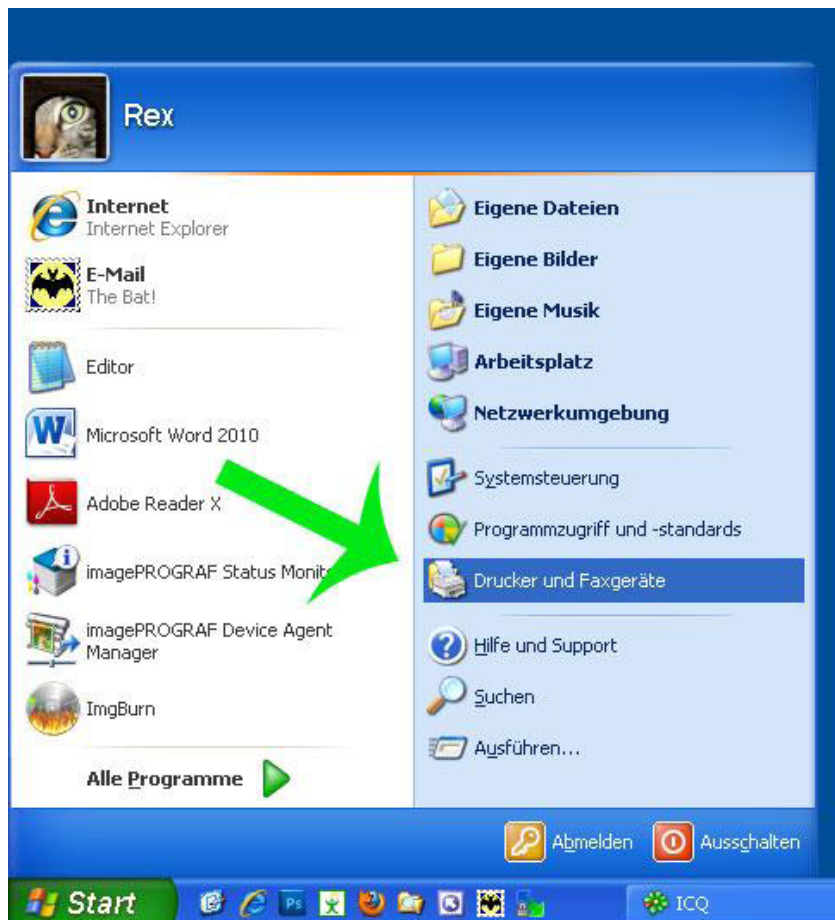 Rex
Internet
Internet Explorer
E-Mail
The Bat!
Editor
Microsoft Word 2010
Adobe Reader X
imagePROGRAF Status
imagePROGRAF Device Agent
Manager
ImgBurn
Alle Programme
Eigene Dateien
Eigene Bilder
Eigene Musik
Arbeitsplatz
Netzwerkumgebung
Systemsteuerung
Programmzugriff und -standards
Drucker und Faxgeräte
Hilfe und Support
Suchen
Ausführen...
Abmelden
Ausschalten
Start
Ps
ICQ